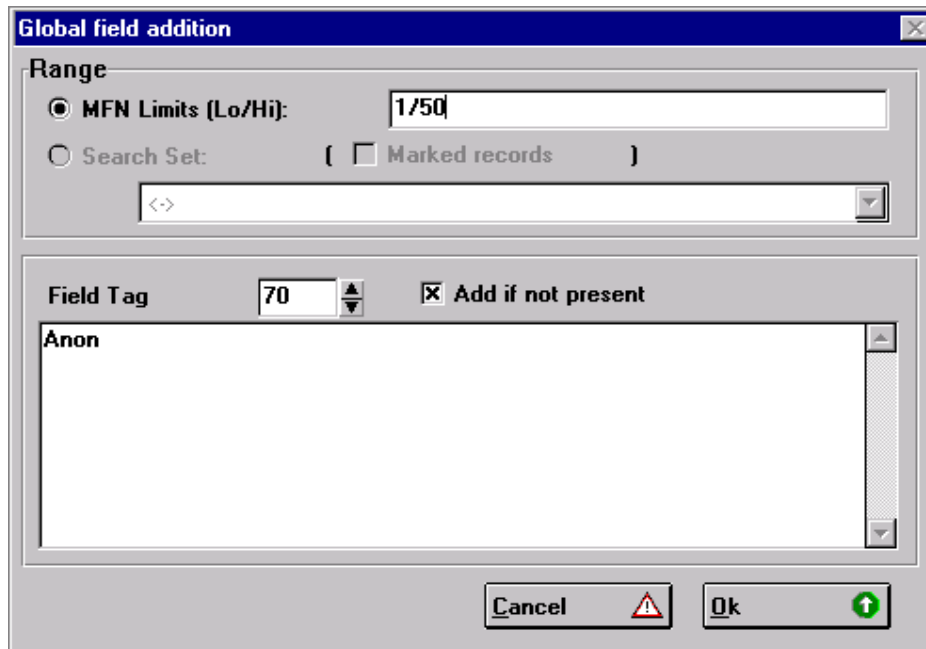 Global field addition
Range
MFN Limits (Lo/Hi): 1/50
Search Set: ( Marked records )
<->
Field Tag 70 Add if not present
Anon
Cancel Ok